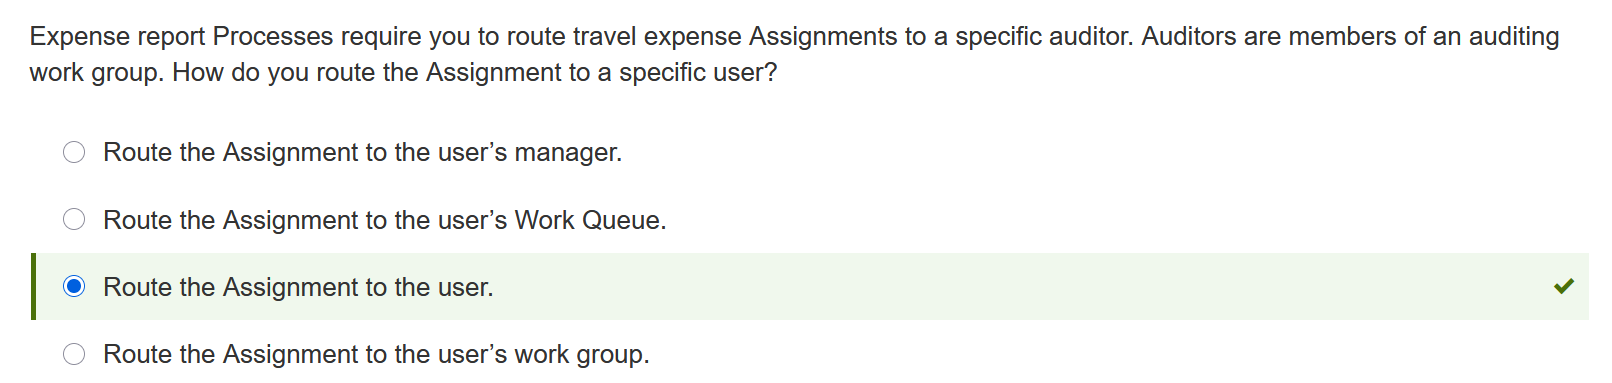 Expense report Processes require you to route travel expense Assignments to a specific auditor. Auditors are members of an auditing
work group. How do you route the Assignment to a specific user?
Route the Assignment to the user’s manager.
Route the Assignment to the user’s Work Queue.
Route the Assignment to the user.
Route the Assignment to the user’s work group.